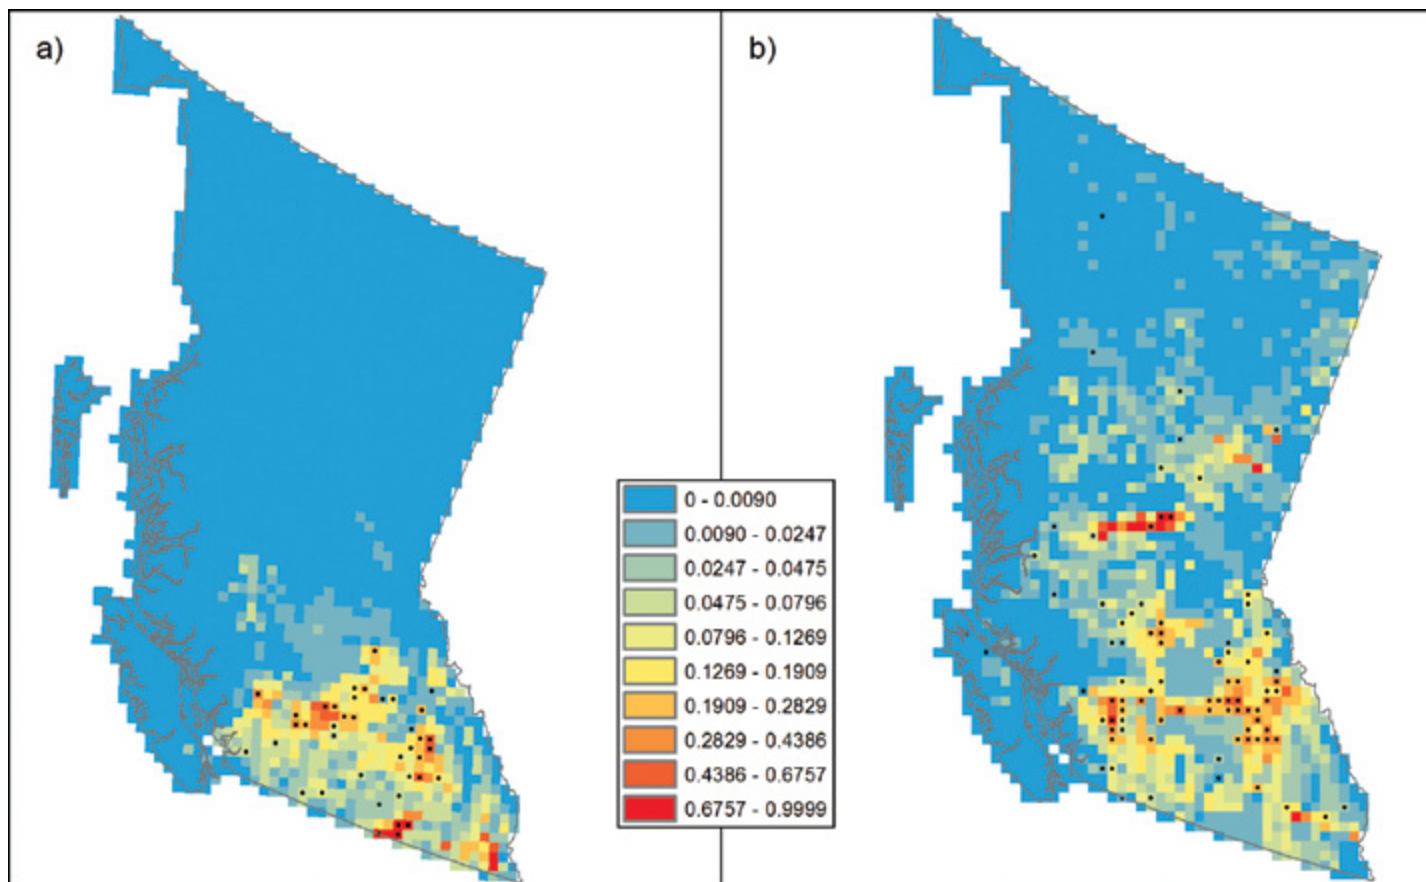 a)
b)
0 - 0.0090
0.0090 - 0.0247
0.0247 - 0.0475
0.0475 - 0.0796
0.0796 - 0.1269
0.1269 - 0.1909
0.1909 - 0.2829
0.2829 - 0.4386
0.4386 - 0.6757
0.6757 - 0.9999